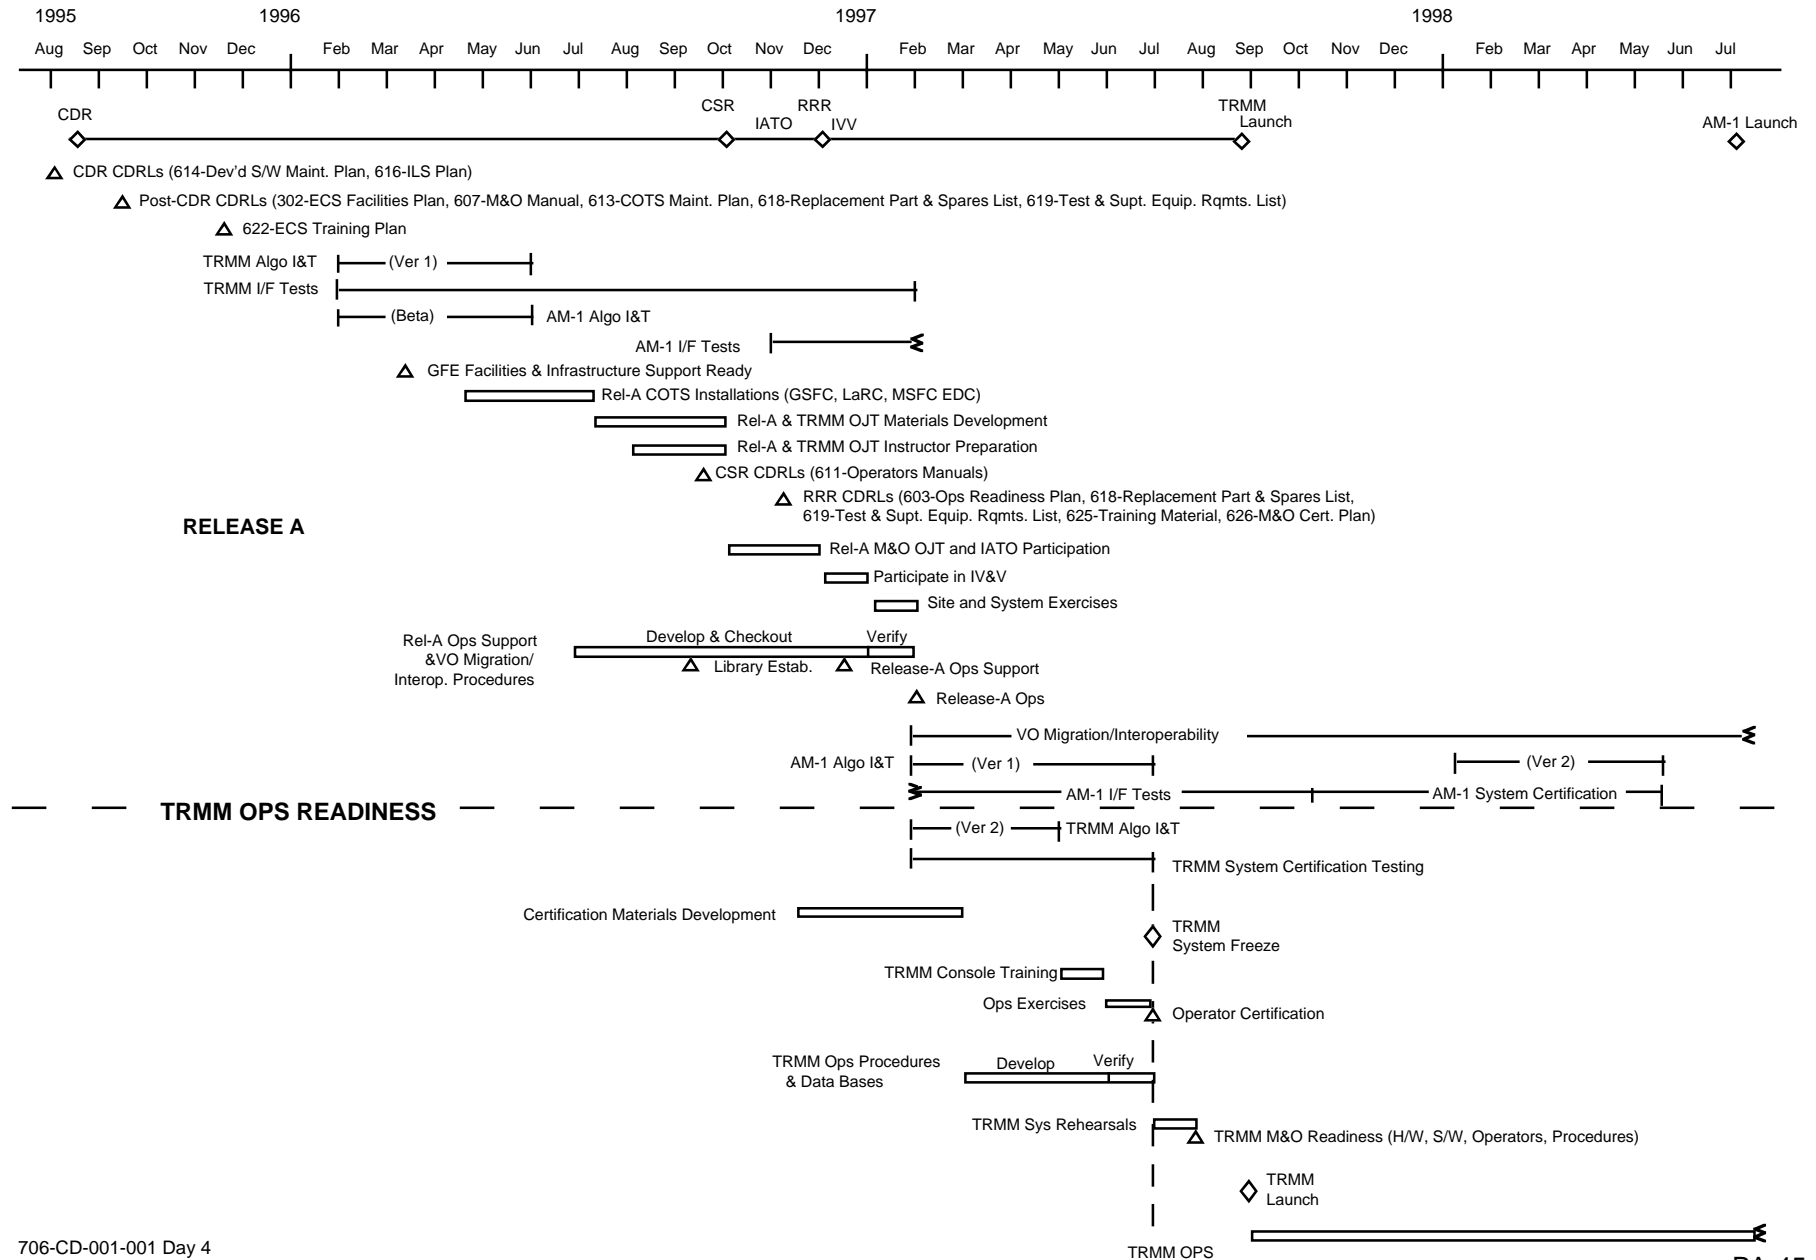 1995 1996 1997 1998
Aug Sep Oct Nov Dec Feb Mar Apr May Jun Jul Aug Sep Oct Nov Dec Feb Mar Apr May Jun Jul Aug Sep Oct Nov Dec Feb Mar Apr May Jun Jul
CDR
CSR
IATO
RRR
IVV
TRMM
Launch
AM-1 Launch
CDR CDRLs (614-Dev'd S/W Maint. Plan, 616-ILS Plan)
Post-CDR CDRLs (302-ECS Facilities Plan, 607-M&O Manual, 613-COTS Maint. Plan, 618-Replacement Part & Spares List, 619-Test & Supt. Equip. Rqmts. List)
622-ECS Training Plan
TRMM Algo I&T (Ver 1)
TRMM I/F Tests
(Beta) AM-1 Algo I&T
AM-1 I/F Tests
GFE Facilities & Infrastructure Support Ready
Rel-A COTS Installations (GSFC, LaRC, MSFC EDC)
Rel-A & TRMM OJT Materials Development
Rel-A & TRMM OJT Instructor Preparation
CSR CDRLs (611-Operators Manuals)
RRR CDRLs (603-Ops Readiness Plan, 618-Replacement Part & Spares List,
619-Test & Supt. Equip. Rqmts. List, 625-Training Material, 626-M&O Cert. Plan)
RELEASE A
Rel-A M&O OJT and IATO Participation
Participate in IV&V
Site and System Exercises
Rel-A Ops Support
&VO Migration/
Interop. Procedures
Develop & Checkout Verify
Library Estab. Release-A Ops Support
Release-A Ops
VO Migration/Interoperability
AM-1 Algo I&T (Ver 1) (Ver 2)
AM-1 I/F Tests AM-1 System Certification
TRMM OPS READINESS
(Ver 2) TRMM Algo I&T
TRMM System Certification Testing
Certification Materials Development
TRMM
System Freeze
TRMM Console Training
Ops Exercises
Operator Certification
TRMM Ops Procedures
& Data Bases
Develop Verify
TRMM Sys Rehearsals
TRMM M&O Readiness (H/W, S/W, Operators, Procedures)
TRMM
Launch
TRMM OPS
706-CD-001-001 Day 4